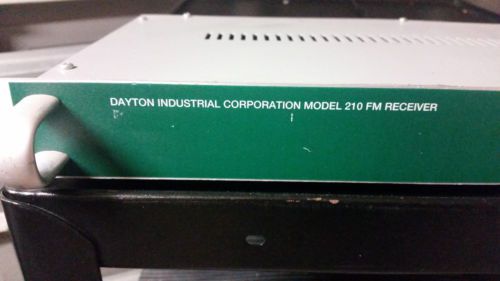 DAYTON INDUSTRIAL CORPORATION MODEL 210 FM RECEIVER